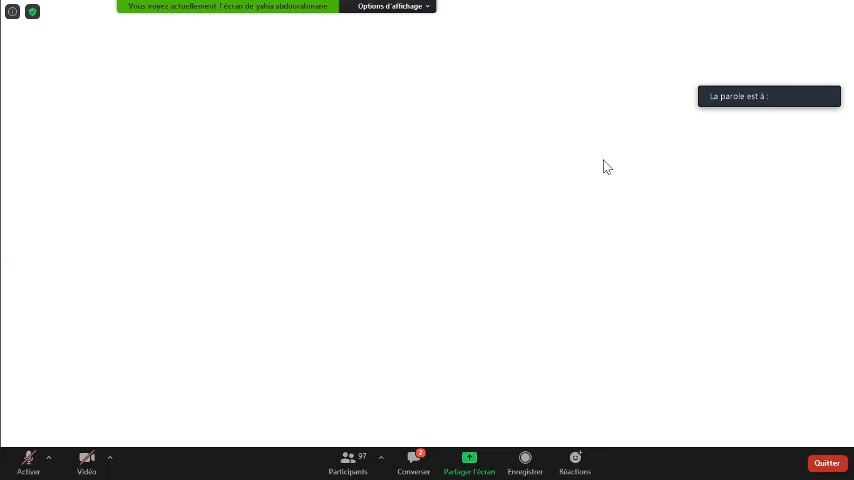 Vous voyez actuellement l'écran de yahia abdourahmane
Options d'affichage
La parole est à :
97
2
Activer
Vidéo
Participants
Converser
Partager l'écran
Enregistrer
Réactions
Quitter